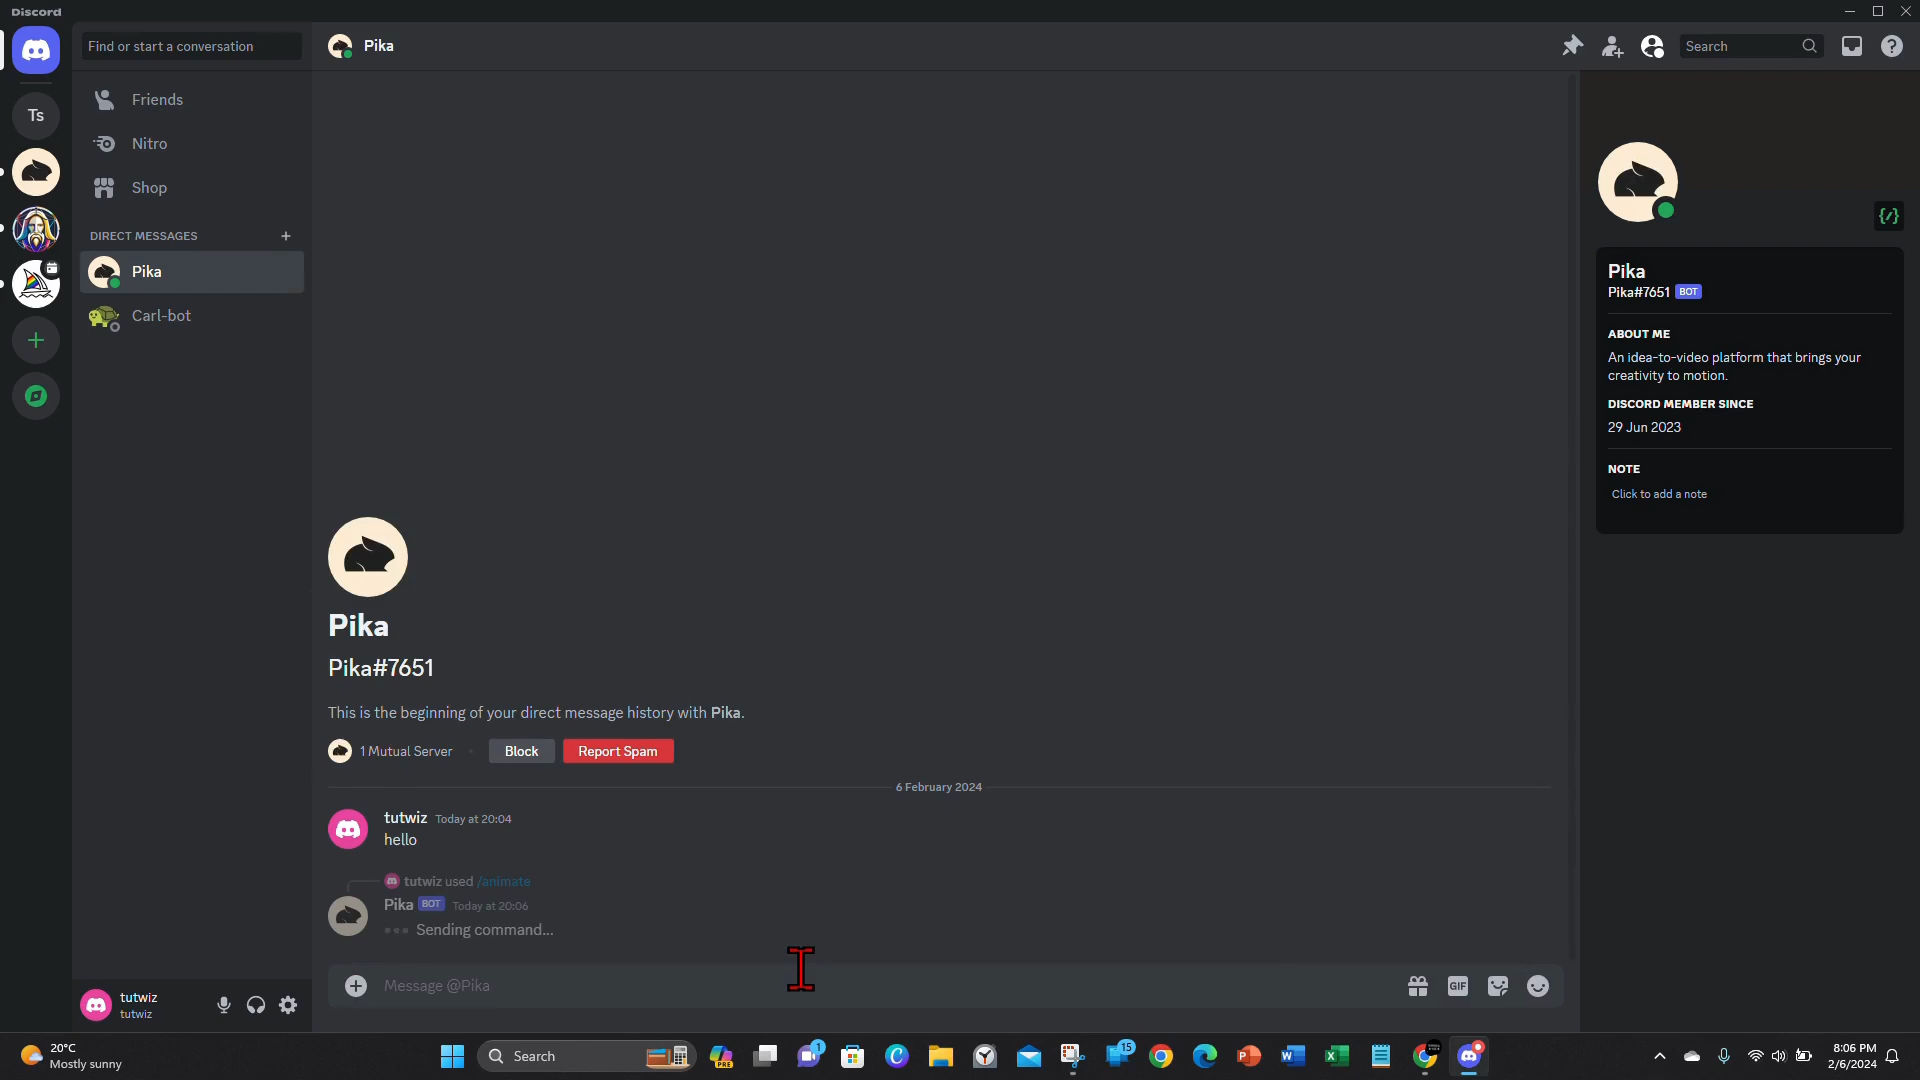 Discord
Find or start a conversation
Pika
Search
Ts
Friends
Nitro
Shop
DIRECT MESSAGES
Pika
Carl-bot
Pika
Pika#7651
This is the beginning of your direct message history with Pika.
1 Mutual Server
Block
Report Spam
6 February 2024
tutwiz Today at 20:04
hello
tutwiz used /animate
Pika BOT Today at 20:06
Sending command...
Message @Pika
GIF
Pika
Pika#7651 BOT
ABOUT ME
An idea-to-video platform that brings your
creativity to motion.
DISCORD MEMBER SINCE
29 Jun 2023
NOTE
Click to add a note
tutwiz
tutwiz
20°C
Mostly sunny
Search
PRE
1
15
8:06 PM
2/6/2024